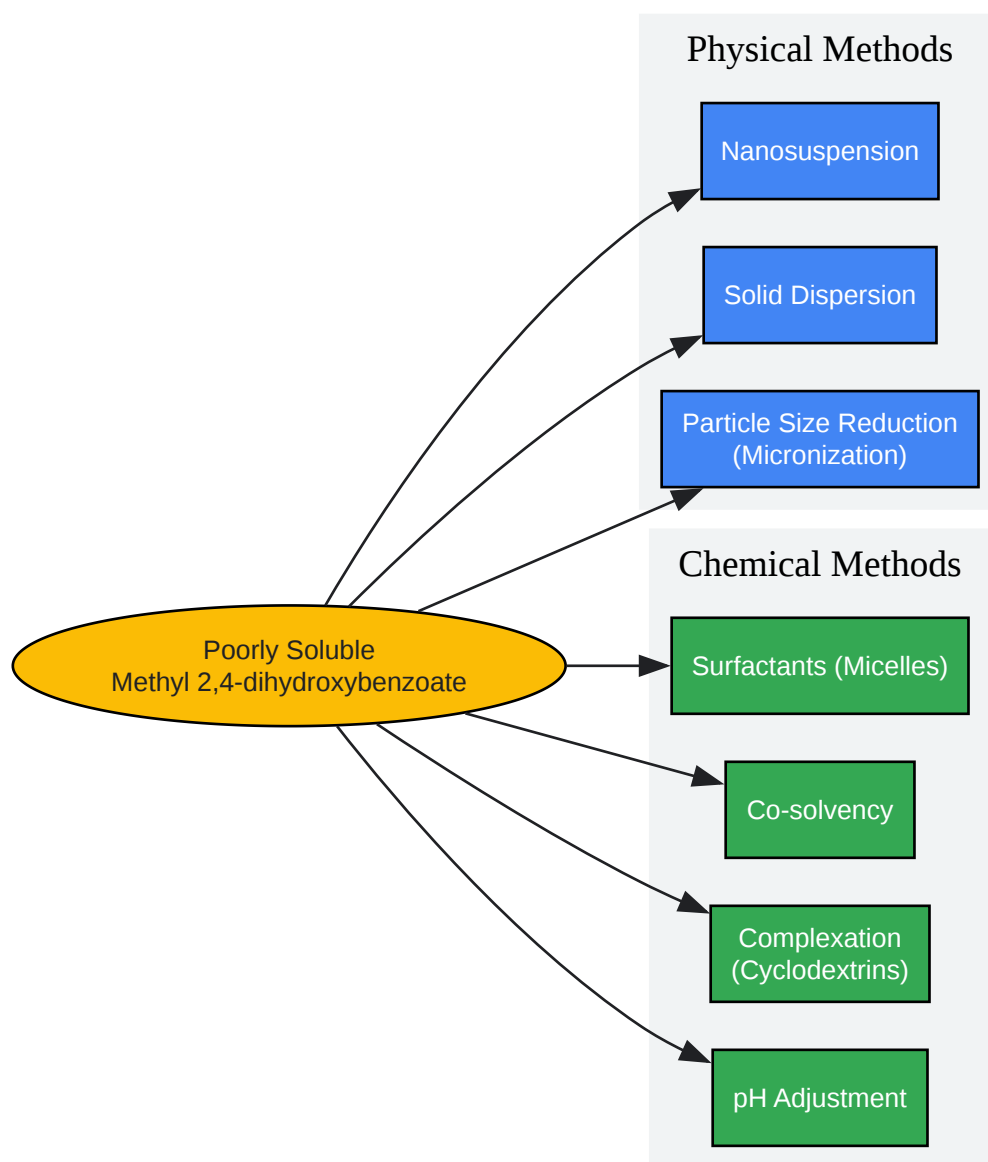 Physical Methods
Nanosuspension
Solid Dispersion
Particle Size Reduction
(Micronization)
Chemical Methods
Poorly Soluble
Methyl 2,4-dihydroxybenzoate
Surfactants (Micelles)
Co-solvency
Complexation
(Cyclodextrins)
pH Adjustment